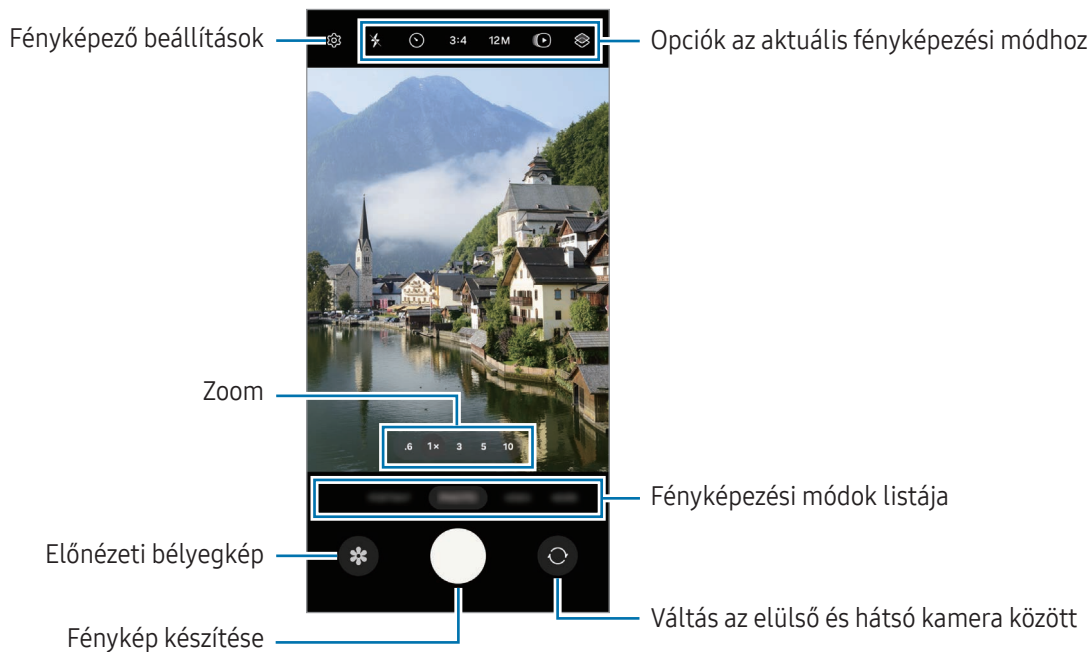 Fényképező beállítások
Opciók az aktuális fényképezési módhoz
3:4 12M
Zoom
.6 1× 3 5 10
Fényképezési módok listája
Előnézeti bélyegkép
Váltás az elülső és hátsó kamera között
Fénykép készítése